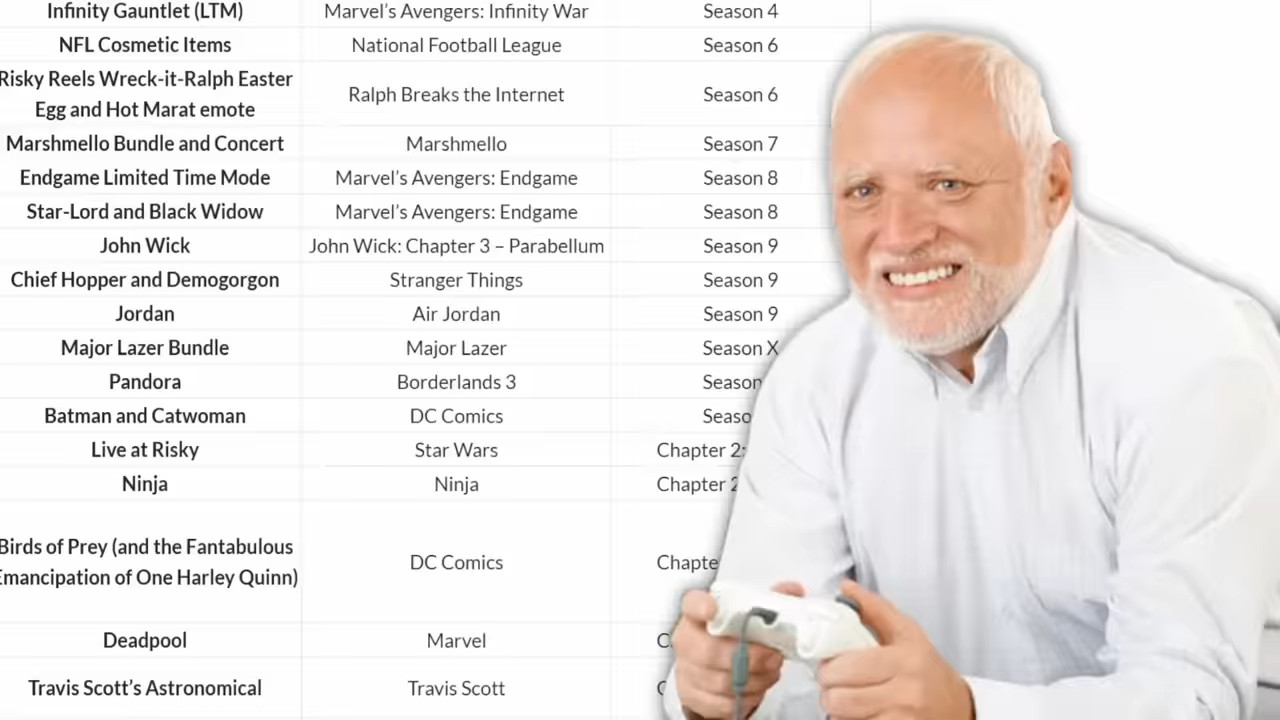 Infinity Gauntlet (LTM) Marvel's Avengers: Infinity War Season 4
NFL Cosmetic Items National Football League Season 6
Risky Reels Wreck-it-Ralph Easter
Egg and Hot Marat emote Ralph Breaks the Internet Season 6
Marshmello Bundle and Concert Marshmello Season 7
Endgame Limited Time Mode Marvel's Avengers: Endgame Season 8
Star-Lord and Black Widow Marvel's Avengers: Endgame Season 8
John Wick John Wick: Chapter 3 – Parabellum Season 9
Chief Hopper and Demogorgon Stranger Things Season 9
Jordan Air Jordan Season 9
Major Lazer Bundle Major Lazer Season X
Pandora Borderlands 3 Season
Batman and Catwoman DC Comics Seaso
Live at Risky Star Wars Chapter 2:
Ninja Ninja Chapter 2
Birds of Prey (and the Fantabulous
Emancipation of One Harley Quinn) DC Comics Chapte
Deadpool Marvel C
Travis Scott's Astronomical Travis Scott C